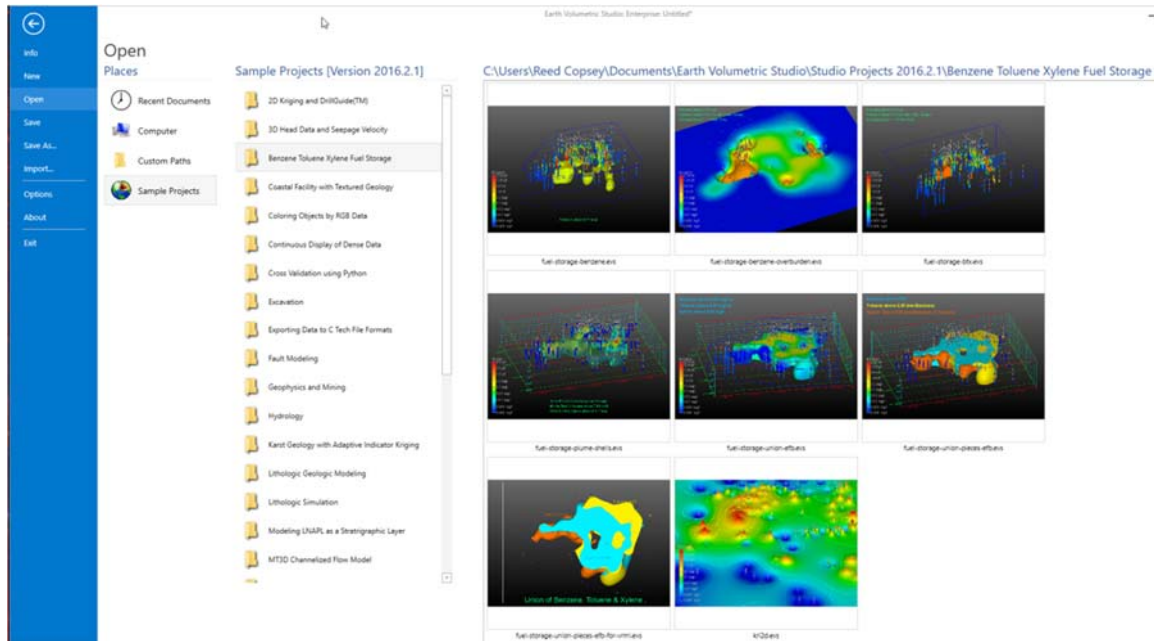 Earth Volumetric Studio: Enterprise: Untitled*
Info
New
Open
Save
Save As...
Import...
Options
About
Exit
Open
Places
Recent Documents
Computer
Custom Paths
Sample Projects
Sample Projects [Version 2016.2.1]
2D Kriging and DrillGuide(TM)
3D Head Data and Seepage Velocity
Benzene Toluene Xylene Fuel Storage
Coastal Facility with Textured Geology
Coloring Objects by RGB Data
Continuous Display of Dense Data
Cross Validation using Python
Excavation
Exporting Data to C Tech File Formats
Fault Modeling
Geophysics and Mining
Hydrology
Karst Geology with Adaptive Indicator Kriging
Lithologic Geologic Modeling
Lithologic Simulation
Modeling LNAPL as a Stratigraphic Layer
MT3D Channelized Flow Model
C:\Users\Reed Copsey\Documents\Earth Volumetric Studio\Studio Projects 2016.2.1\Benzene Toluene Xylene Fuel Storage
fuel-storage-benzene.evs
fuel-storage-benzene-overburden.evs
fuel-storage-btx.evs
fuel-storage-plume-shells.evs
fuel-storage-union-efb.evs
fuel-storage-union-pieces-efb.evs
Union of Benzene, Toluene & Xylene
fuel-storage-union-pieces-efb-for-vrml.evs
kri2d.evs